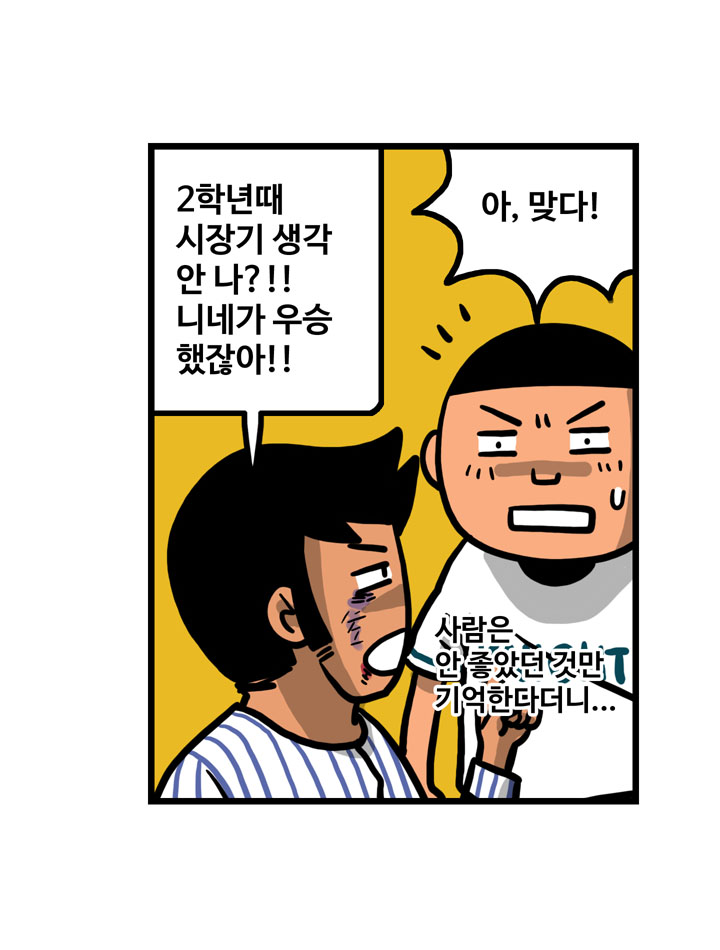 2학년때
시장기 생각
안 나?!!
니네가 우승
했잖아!!
아, 맞다!
사람은
안 좋았던 것만
기억한다더니...